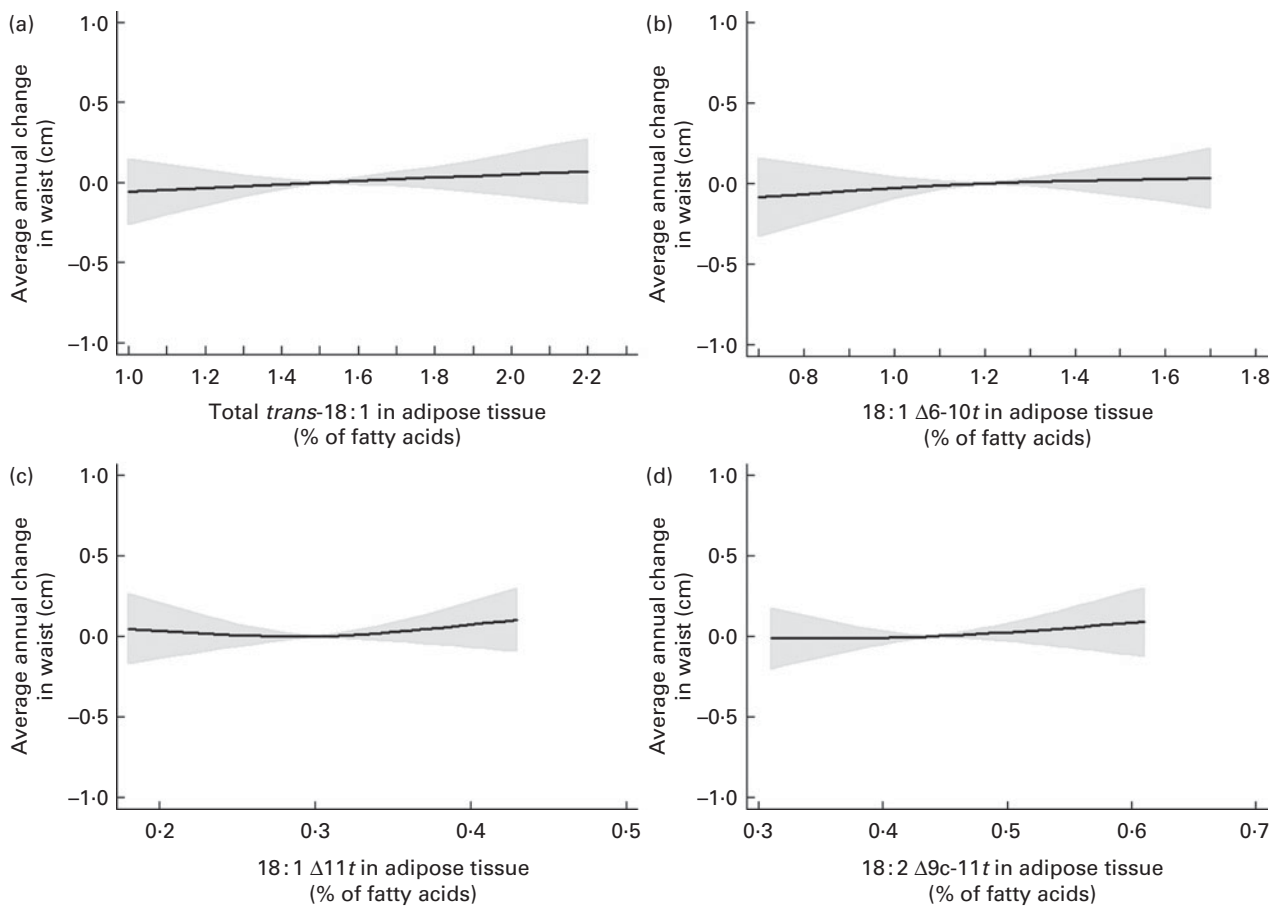 (a)
Average annual change
in waist (cm)
1·0
0·5
0·0
–0·5
–1·0
1·0 1·2 1·4 1·6 1·8 2·0 2·2
Total trans-18 : 1 in adipose tissue
(% of fatty acids)
(b)
Average annual change
in waist (cm)
1·0
0·5
0·0
–0·5
–1·0
0·8 1·0 1·2 1·4 1·6 1·8
18 : 1 Δ6-10t in adipose tissue
(% of fatty acids)
(c)
Average annual change
in waist (cm)
1·0
0·5
0·0
–0·5
–1·0
0·2 0·3 0·4 0·5
18 : 1 Δ11t in adipose tissue
(% of fatty acids)
(d)
Average annual change
in waist (cm)
1·0
0·5
0·0
–0·5
–1·0
0·3 0·4 0·5 0·6 0·7
18 : 2 Δ9c-11t in adipose tissue
(% of fatty acids)